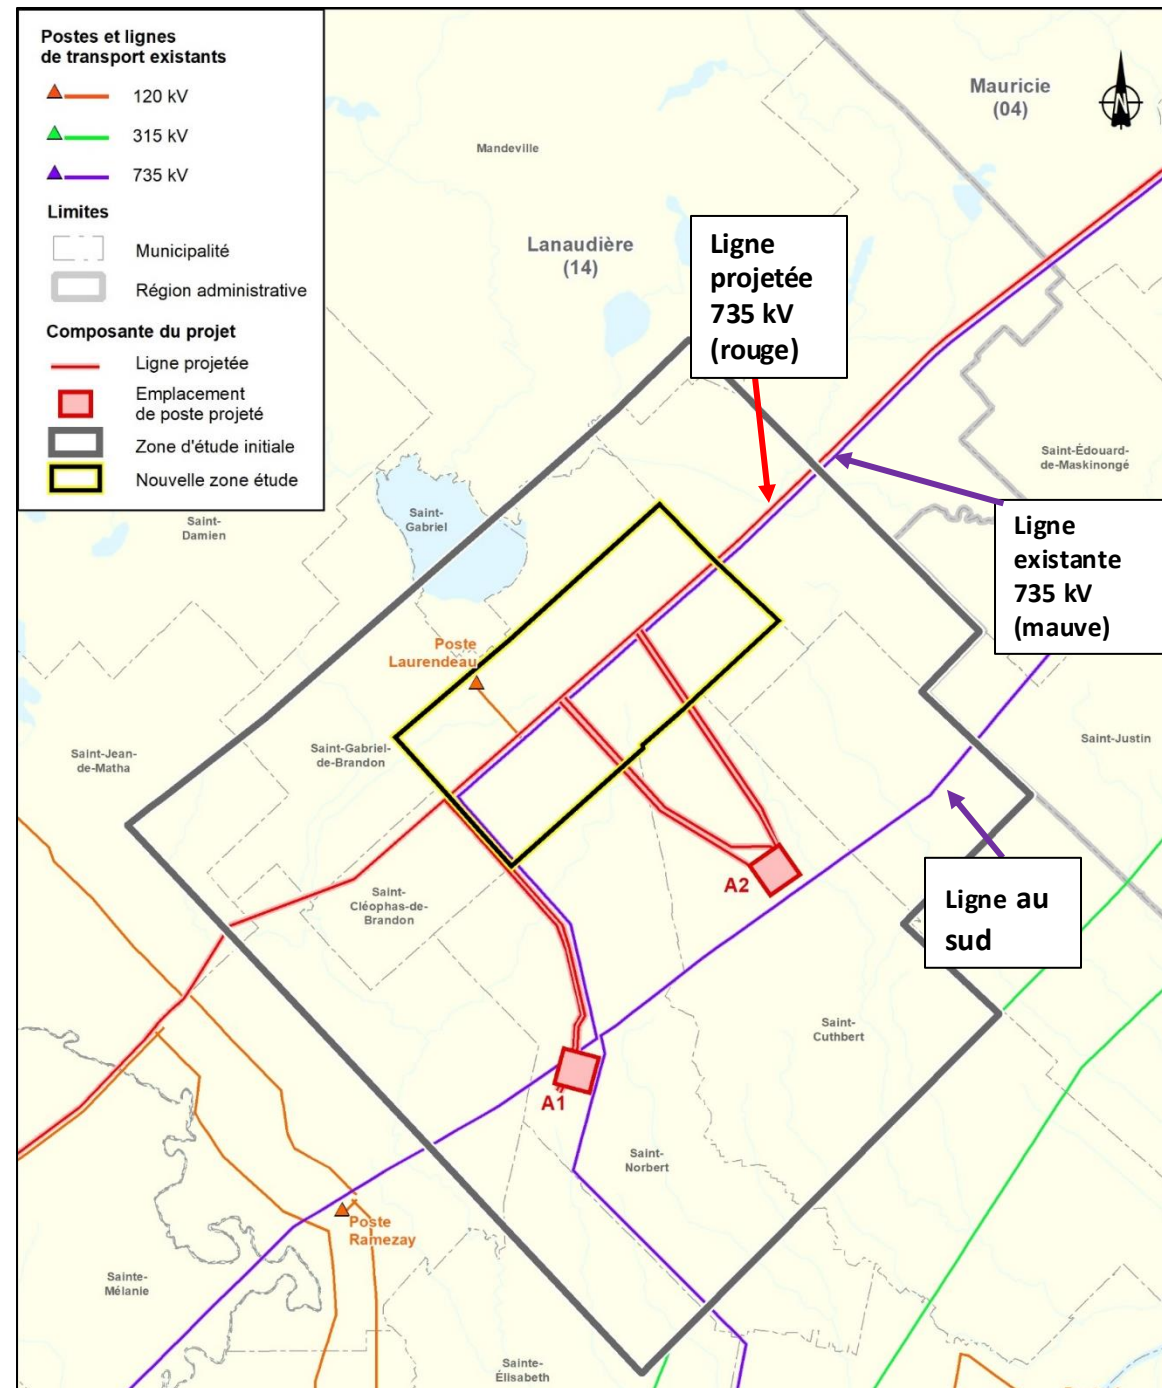 Postes et lignes
de transport existants
120 kV
315 kV
735 kV
Limites
Municipalité
Région administrative
Composante du projet
Ligne projetée
Emplacement
de poste projeté
Zone d'étude initiale
Nouvelle zone étude
Mauricie
(04)
N
Mandeville
Lanaudière
(14)
Ligne
projetée
735 kV
(rouge)
Saint-Édouard-
de-Maskinongé
Saint-
Gabriel
Saint-
Damien
Ligne
existante
735 kV
(mauve)
Poste
Laurendeau
Saint-Jean-
de-Matha
Saint-Gabriel-
de-Brandon
Saint-Justin
Saint-
Cléophas-de-
Brandon
A2
Ligne au
sud
Saint-
Cuthbert
A1
Saint-
Norbert
Poste
Ramezay
Sainte-
Mélanie
Sainte-
Élisabeth